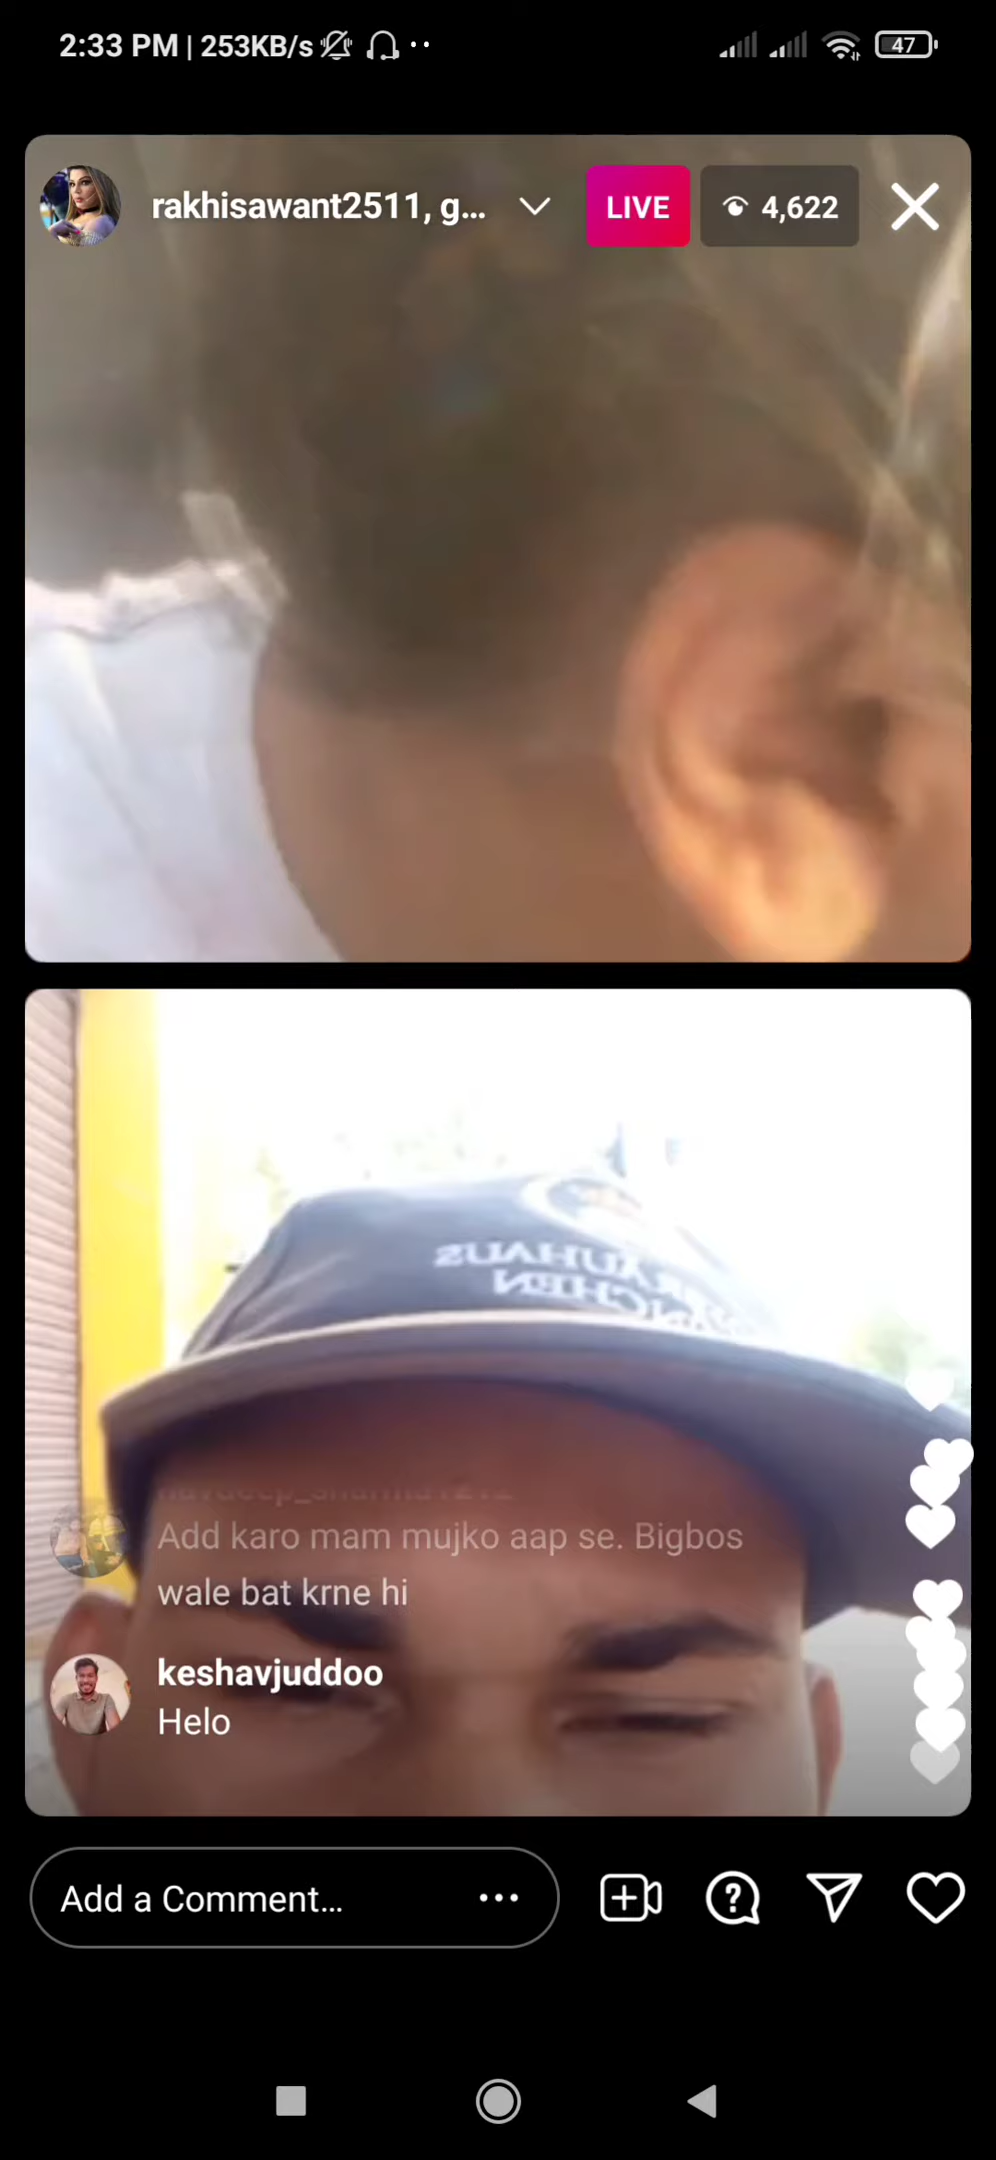 2:33 PM | 253KB/s
47
rakhisawant2511, g...
LIVE
4,622
Add karo mam mujko aap se. Bigbos
wale bat krne hi
keshavjuddoo
Helo
Add a Comment...